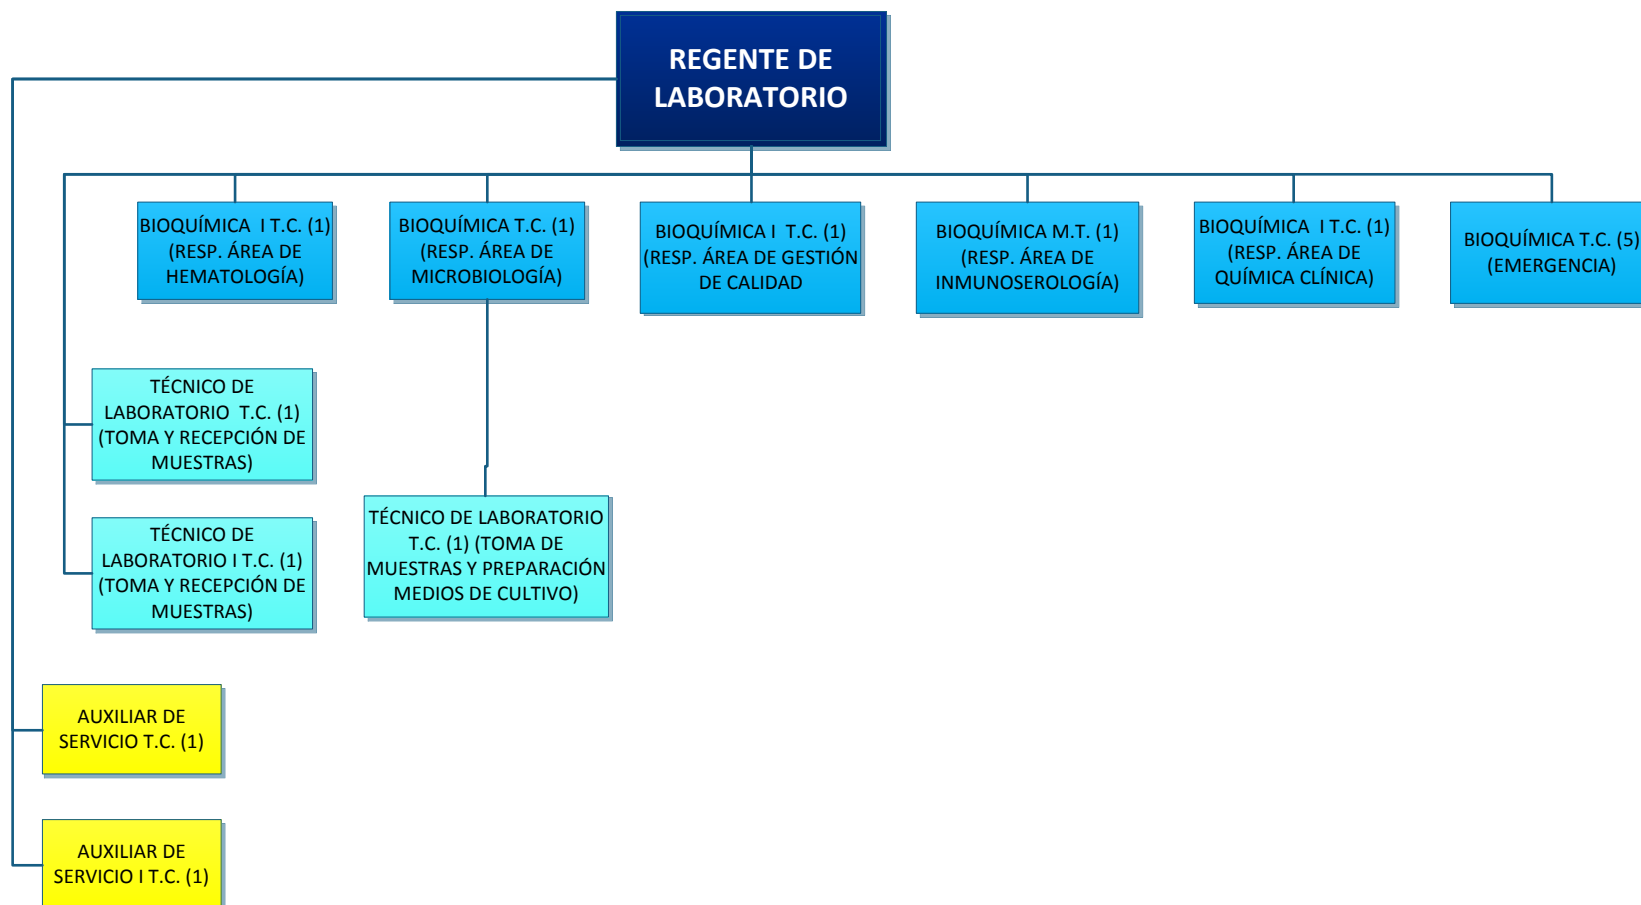 REGENTE DE
LABORATORIO
BIOQUÍMICA I T.C. (1)
(RESP. ÁREA DE
HEMATOLOGÍA)
BIOQUÍMICA T.C. (1)
(RESP. ÁREA DE
MICROBIOLOGÍA)
BIOQUÍMICA I T.C. (1)
(RESP. ÁREA DE GESTIÓN
DE CALIDAD
BIOQUÍMICA M.T. (1)
(RESP. ÁREA DE
INMUNOSEROLOGÍA)
BIOQUÍMICA I T.C. (1)
(RESP. ÁREA DE
QUÍMICA CLÍNICA)
BIOQUÍMICA T.C. (5)
(EMERGENCIA)
TÉCNICO DE
LABORATORIO T.C. (1)
(TOMA Y RECEPCIÓN DE
MUESTRAS)
TÉCNICO DE
LABORATORIO I T.C. (1)
(TOMA Y RECEPCIÓN DE
MUESTRAS)
TÉCNICO DE LABORATORIO
T.C. (1) (TOMA DE
MUESTRAS Y PREPARACIÓN
MEDIOS DE CULTIVO)
AUXILIAR DE
SERVICIO T.C. (1)
AUXILIAR DE
SERVICIO I T.C. (1)